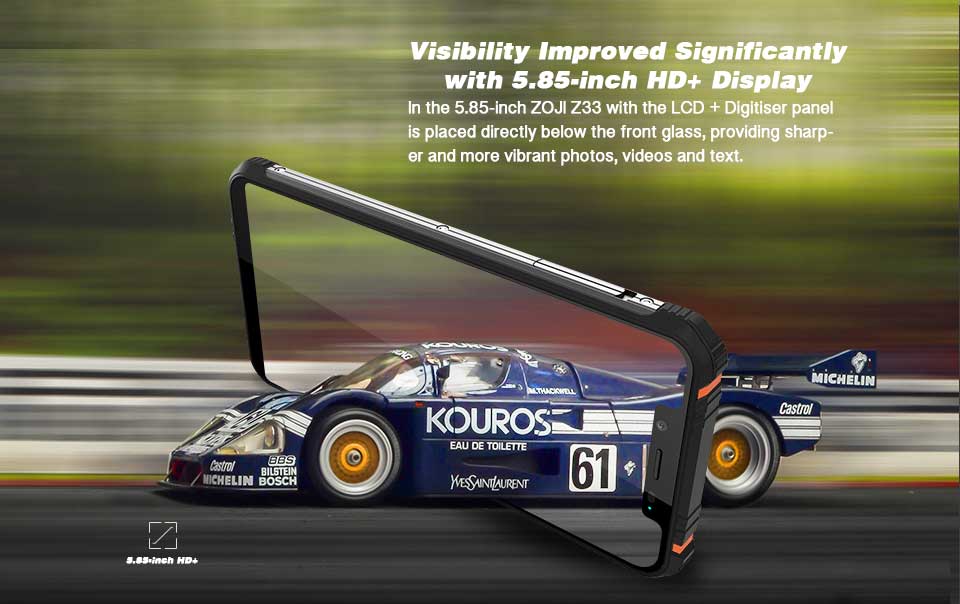 Visibility Improved Significantly
with 5.85-inch HD+ Display
In the 5.85-inch ZOJI Z33 with the LCD + Digitiser panel
is placed directly below the front glass, providing sharp-
er and more vibrant photos, videos and text.
KOUROS
M.THACKWELL
MICHELIN
Castrol
KOUROS
EAU DE TOILETTE
61
YVESSAINTLAURENT
BBS
Castrol
BILSTEIN
MICHELIN BOSCH
5.85-inch HD+